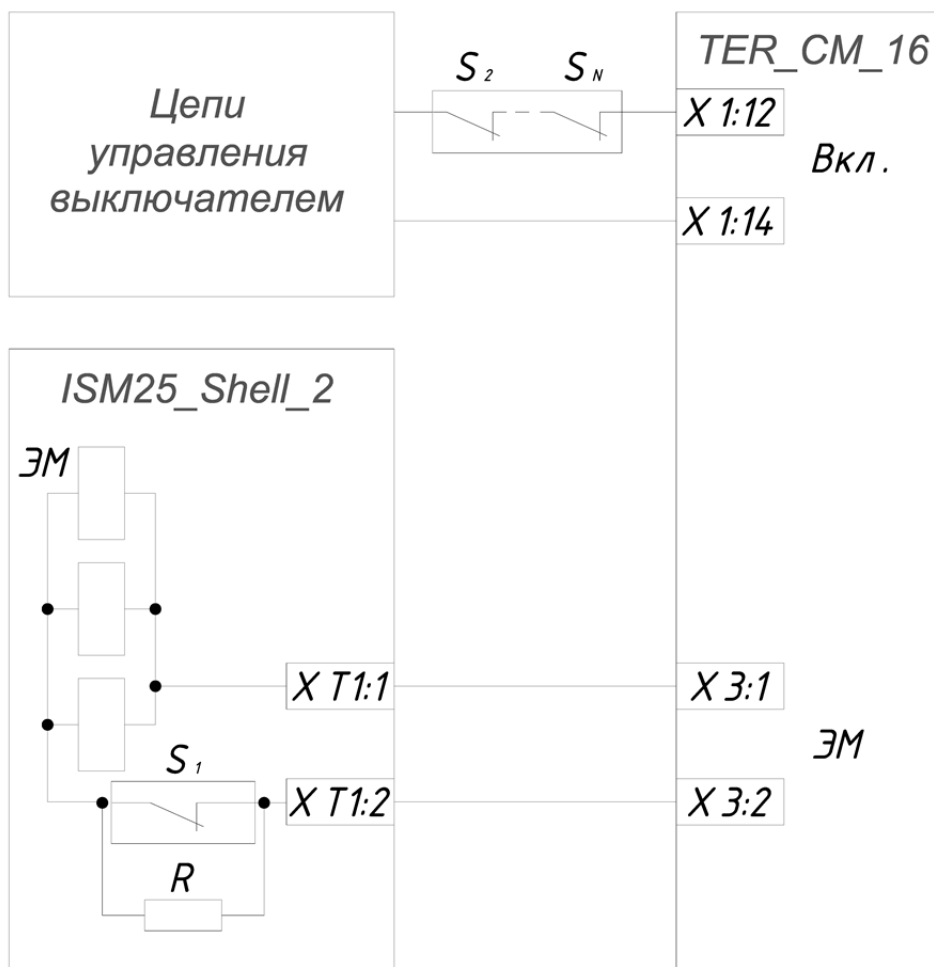 TER_CM_16
S 2
S N
X 1:12
Вкл.
X 1:14
Цепи
управления
выключателем
ISM25_Shell_2
ЭМ
X T1:1
X 3:1
ЭМ
S 1
X T1:2
X 3:2
R